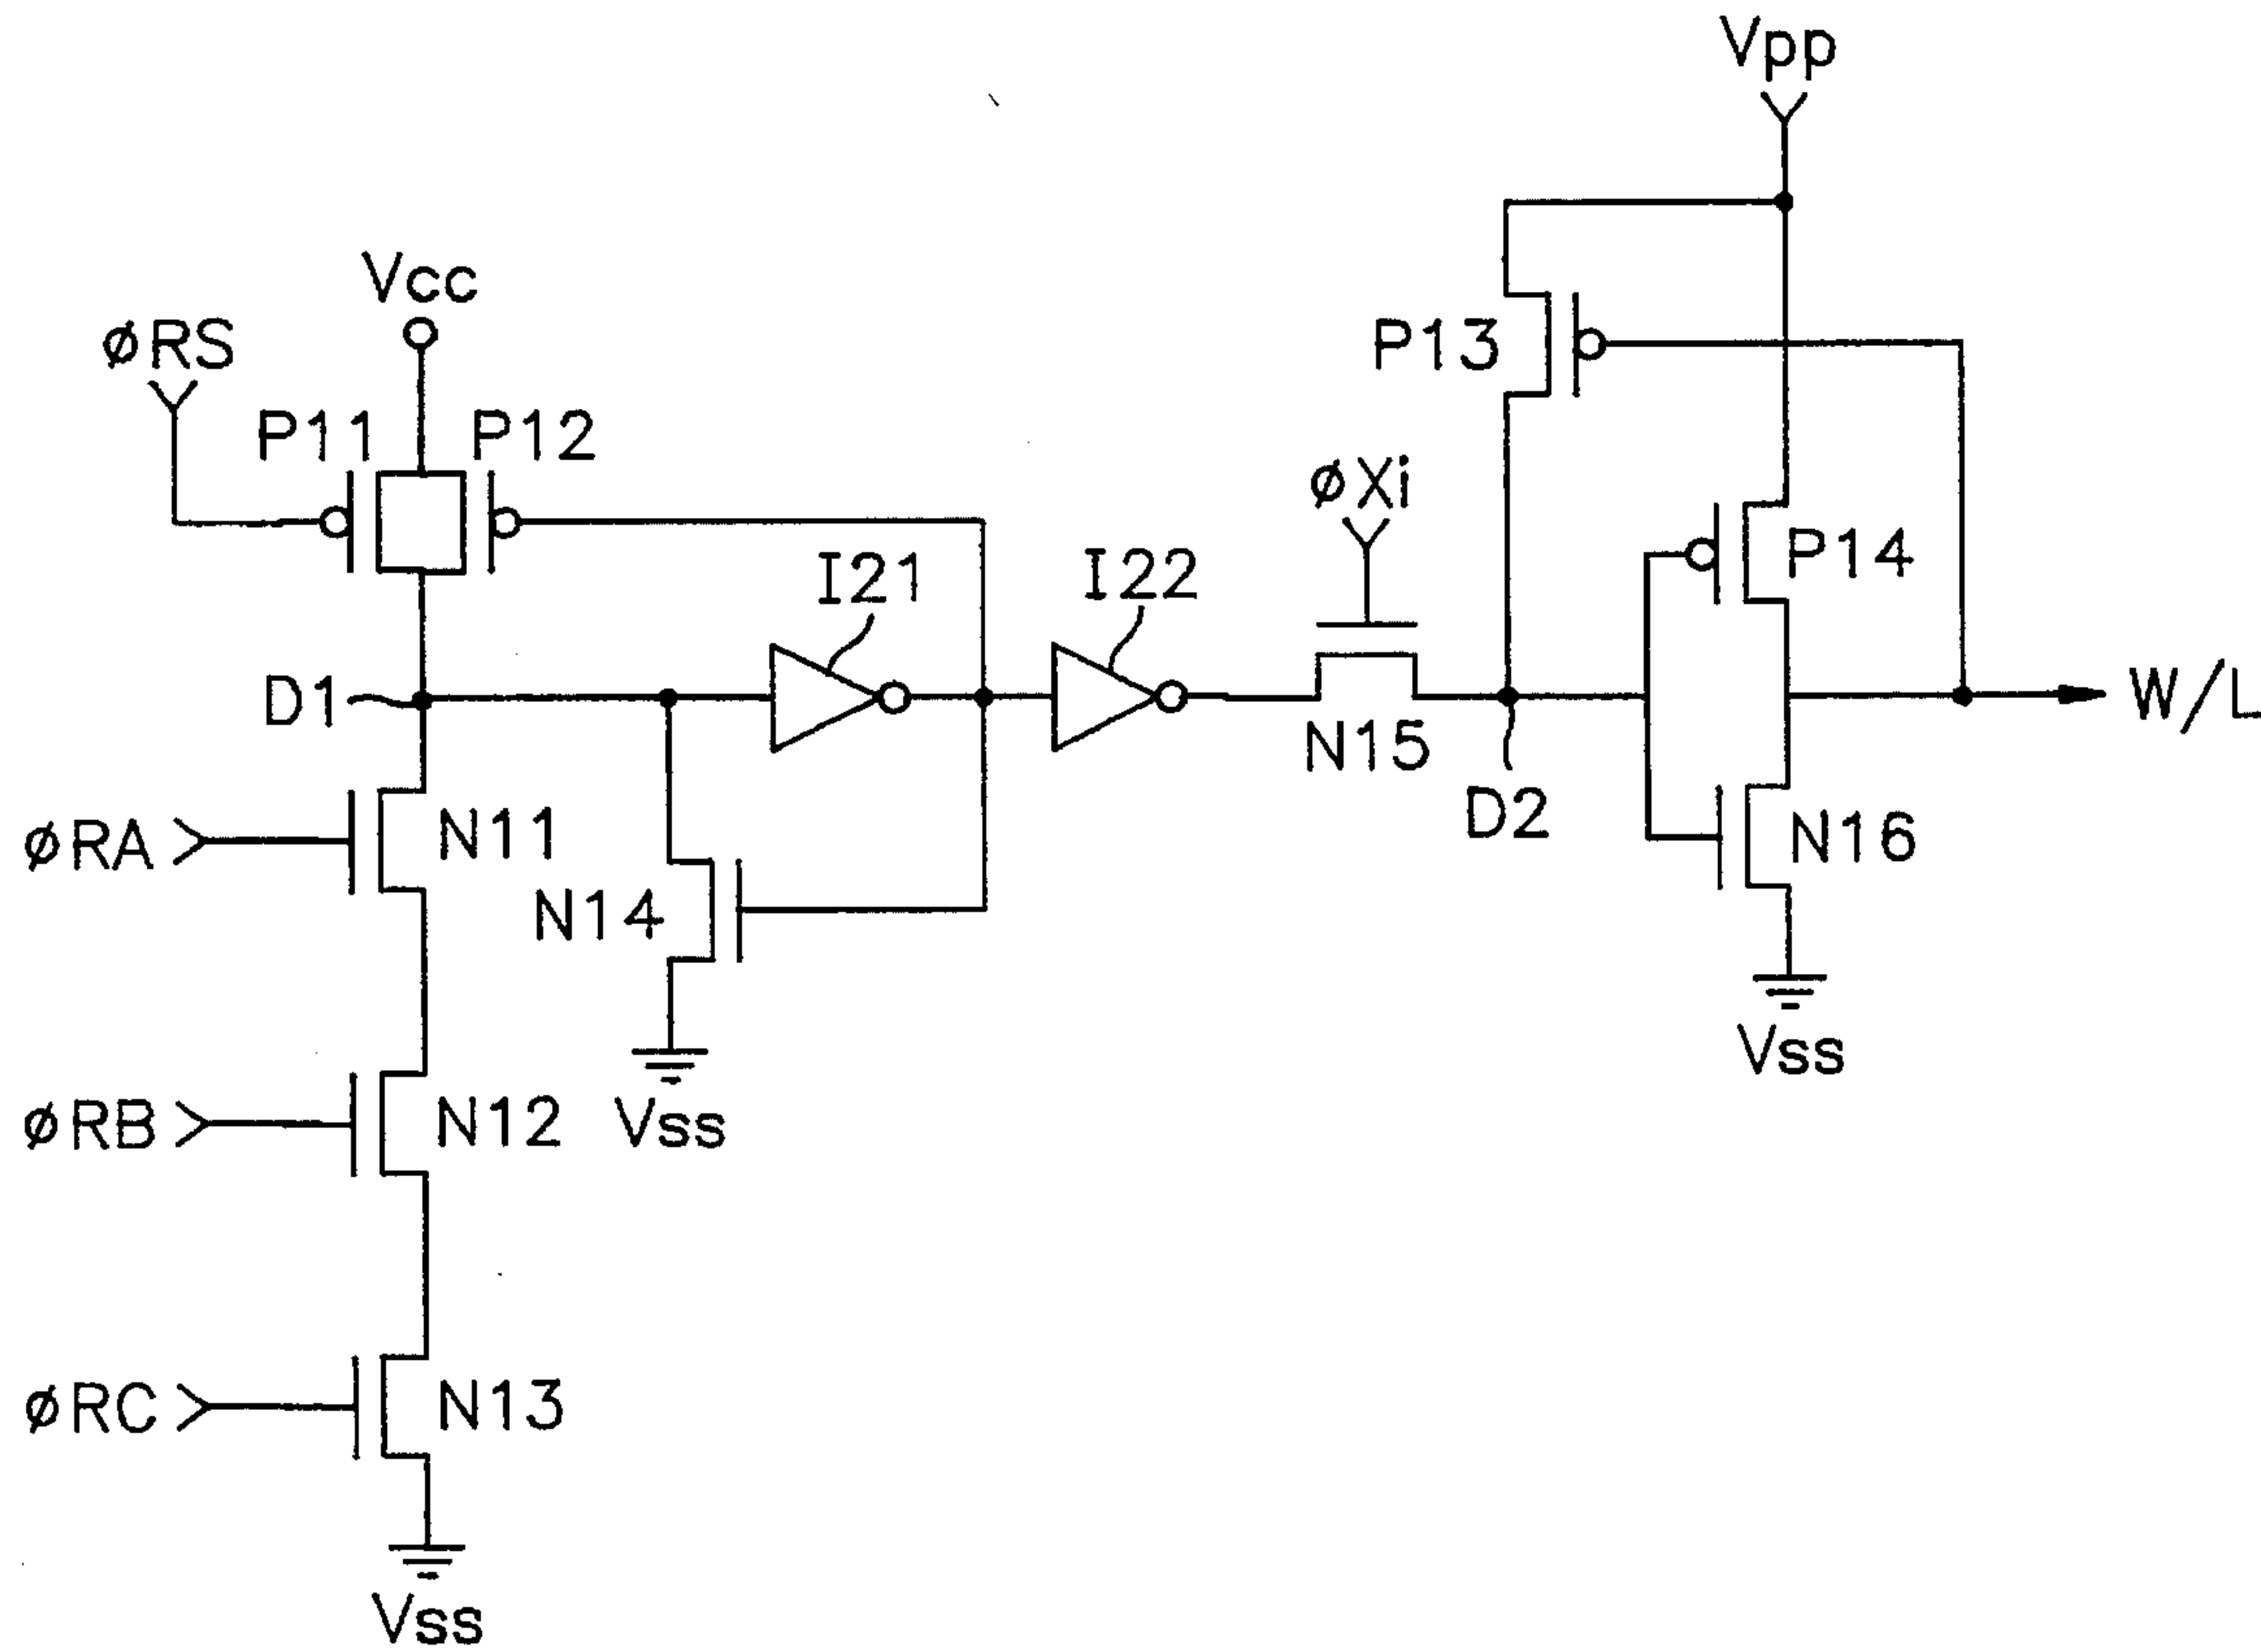 Vpp
Vcc
øRS
P13
P11
P12
øXi
P14
I21
I22
D1
W/L
N15
D2
øRA
N11
N16
N14
Vss
øRB
N12
Vss
øRC
N13
Vss